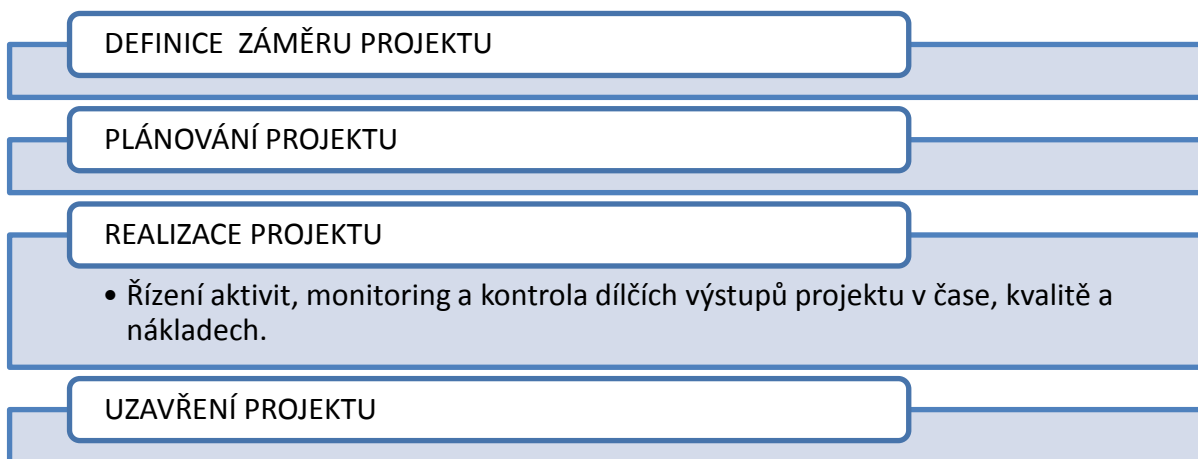 DEFINICE  ZÁMĚRU PROJEKTU
PLÁNOVÁNÍ PROJEKTU
REALIZACE PROJEKTU
• Řízení aktivit, monitoring a kontrola dílčích výstupů projektu v čase, kvalitě a
nákladech.
UZAVŘENÍ PROJEKTU